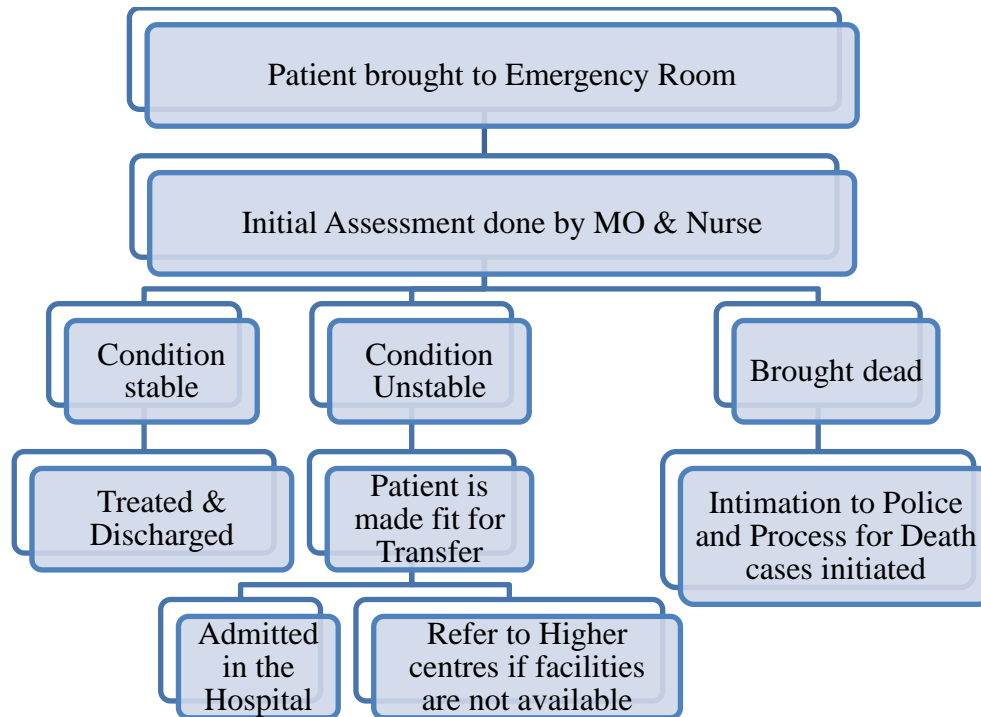 Patient brought to Emergency Room
Initial Assessment done by MO & Nurse
Condition
stable
Condition
Unstable
Brought dead
Treated &
Discharged
Patient is
made fit for
Transfer
Intimation to Police
and Process for Death
cases initiated
Admitted
in the
Hospital
Refer to Higher
centres if facilities
are not available